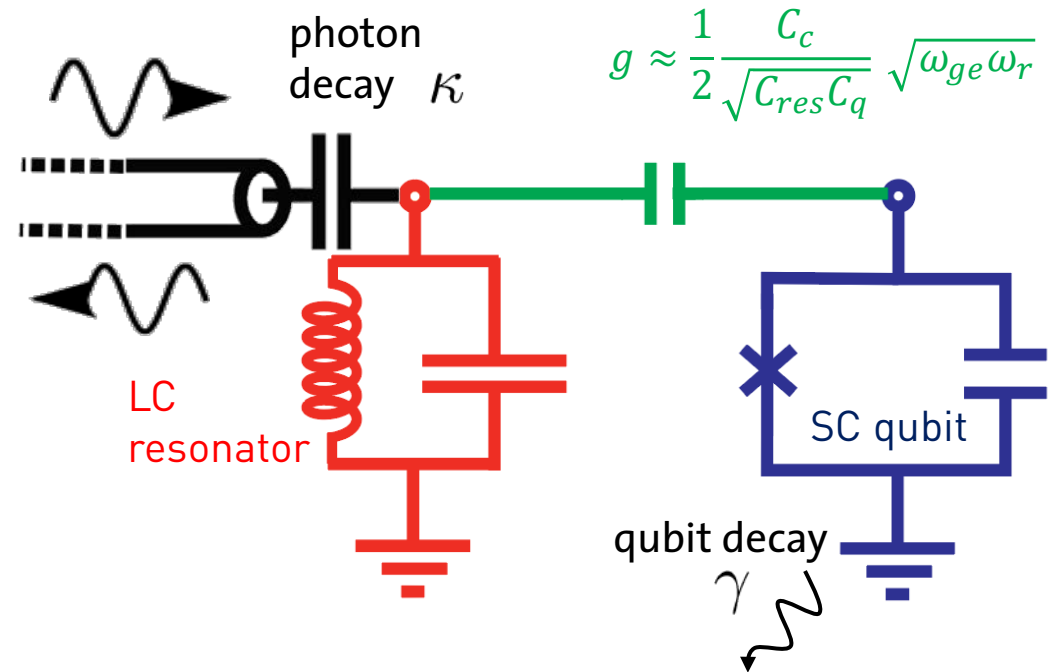 photon
decay κ
g ≈ 1/2 C_c/√(C_res C_q) √(ω_ge ω_r)
LC
resonator
SC qubit
qubit decay
γ